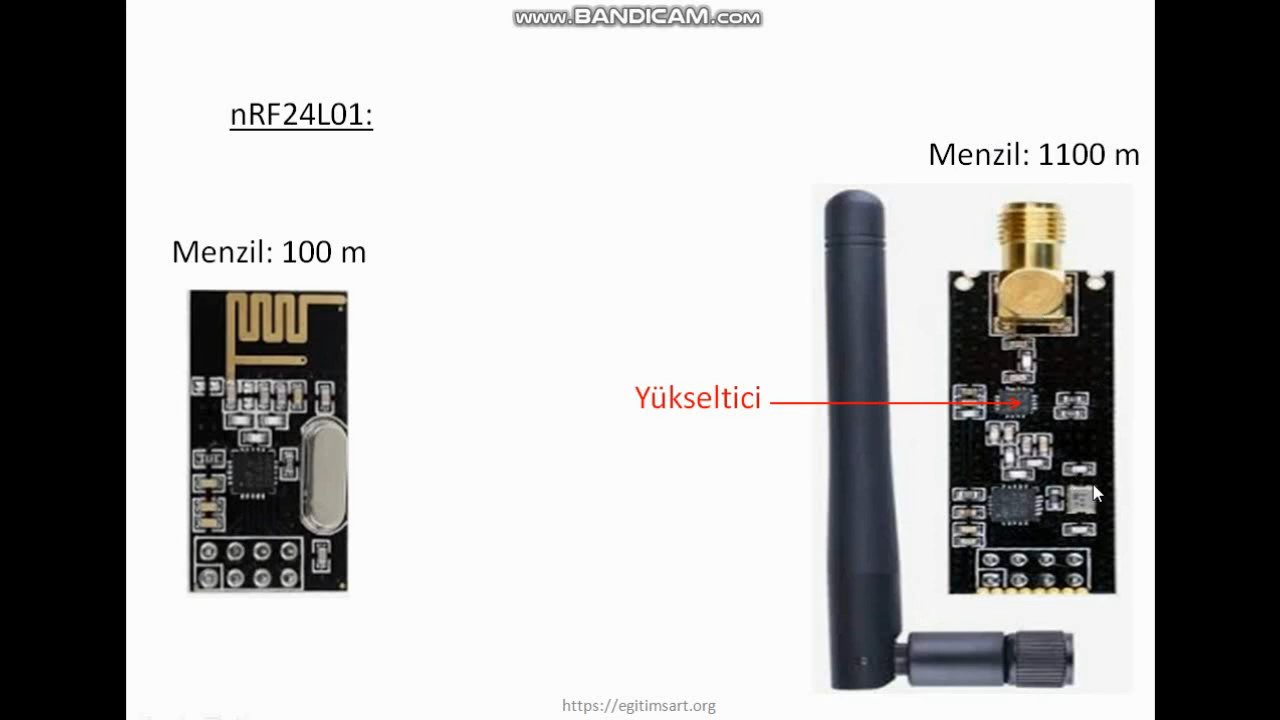 www.BANDICAM.com
nRF24L01:
Menzil: 1100 m
Menzil: 100 m
Yükseltici
https://egitimsart.org